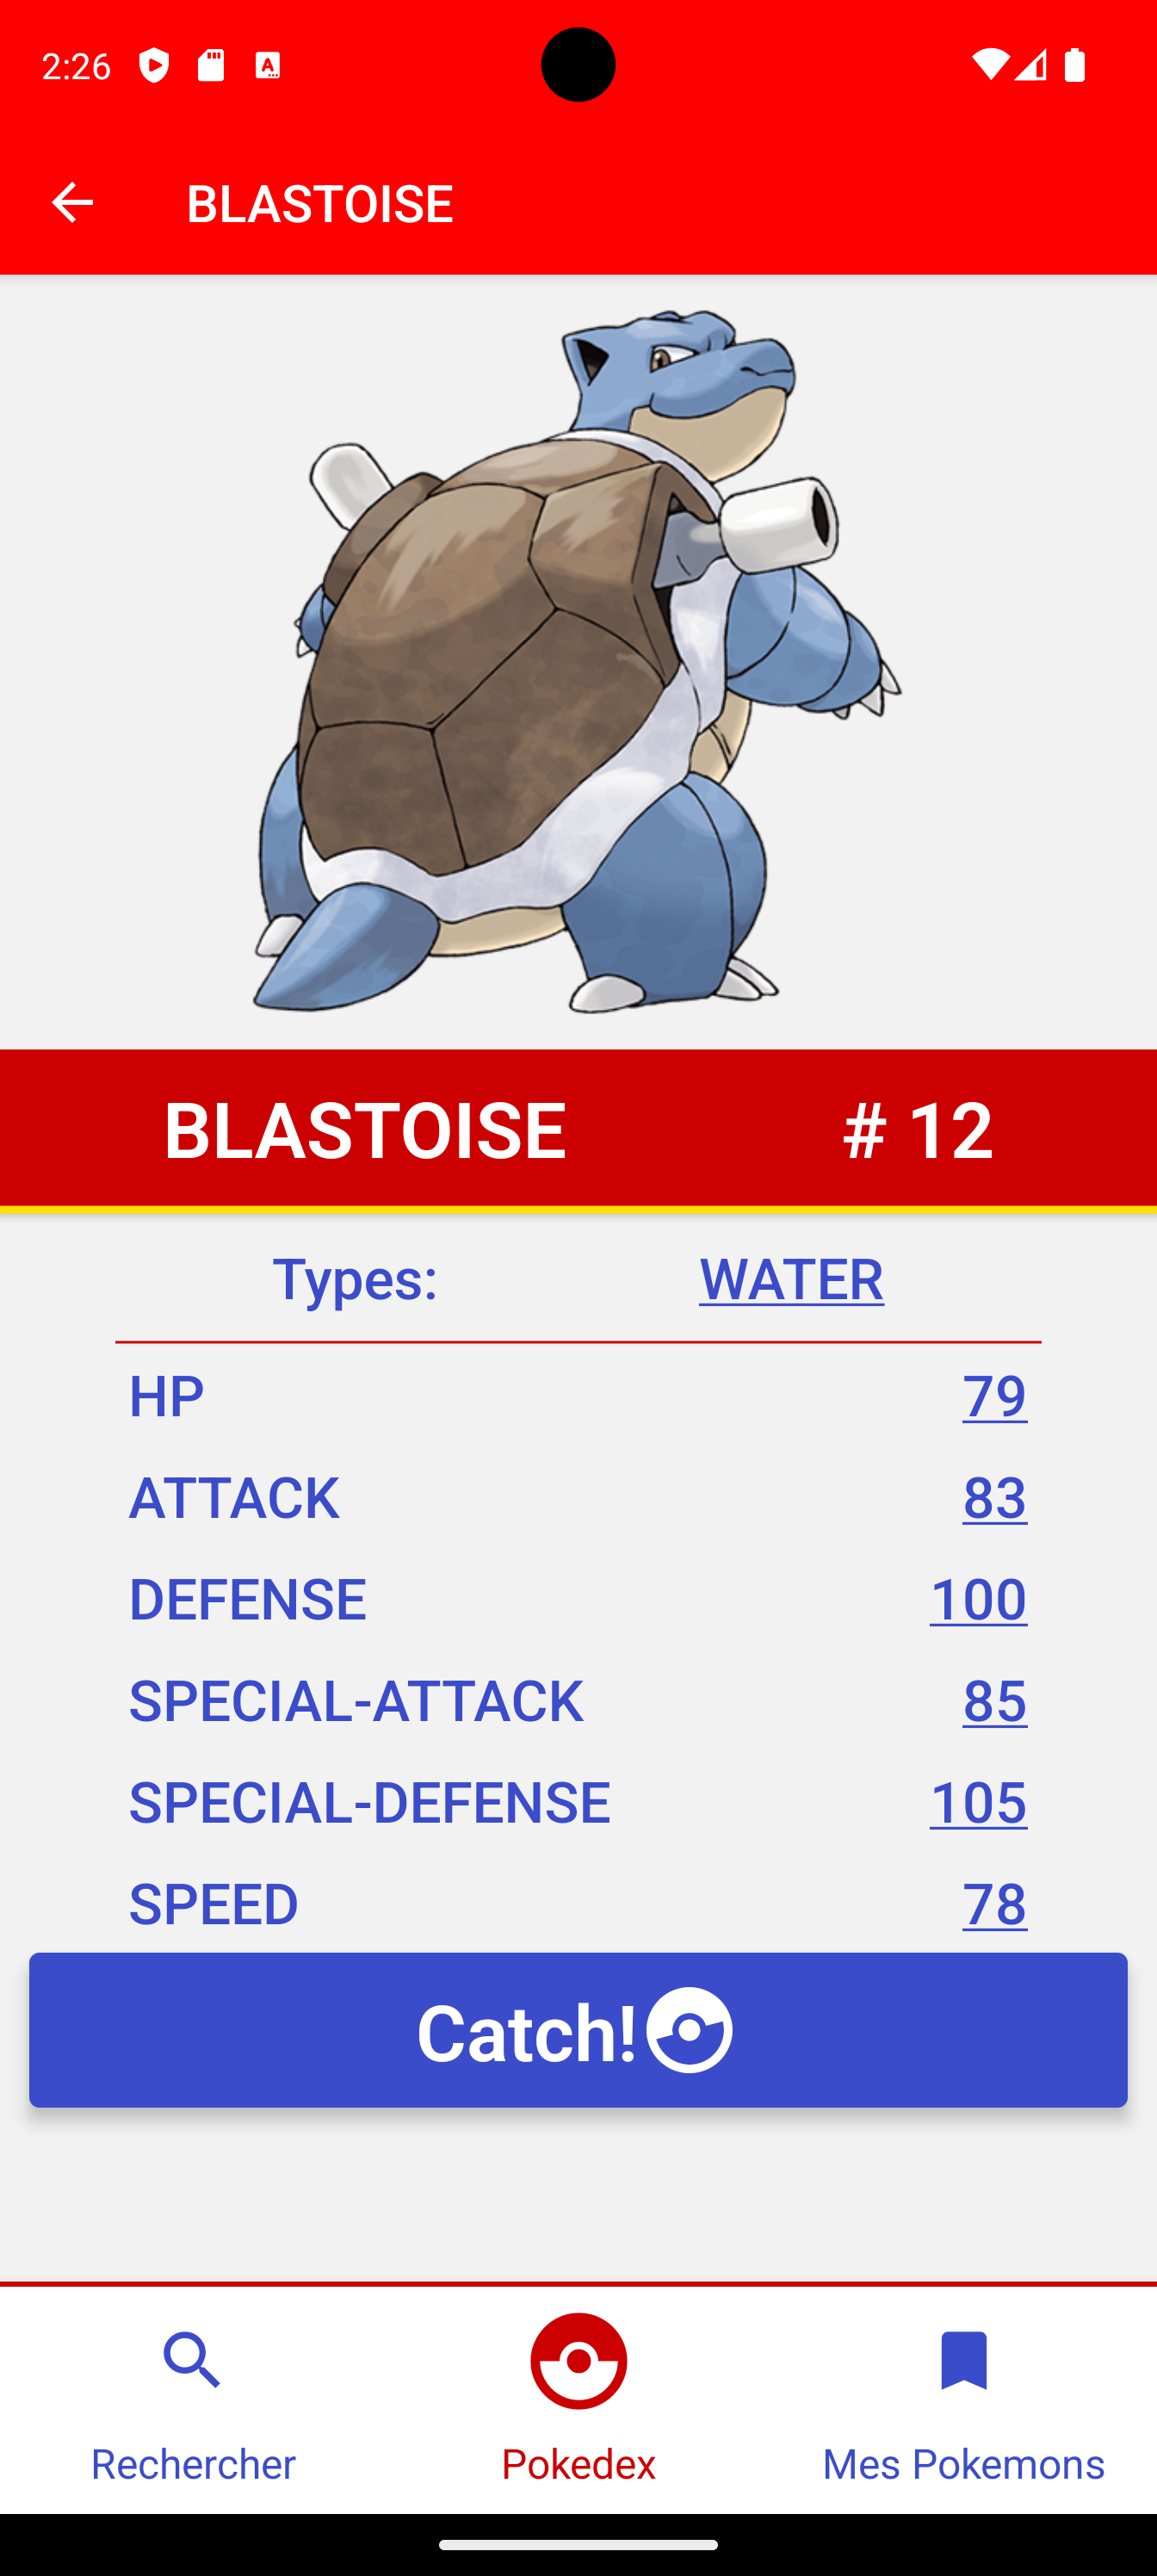 2:26
BLASTOISE
BLASTOISE # 12
Types: WATER
HP 79
ATTACK 83
DEFENSE 100
SPECIAL-ATTACK 85
SPECIAL-DEFENSE 105
SPEED 78
Catch!
Rechercher Pokedex Mes Pokemons